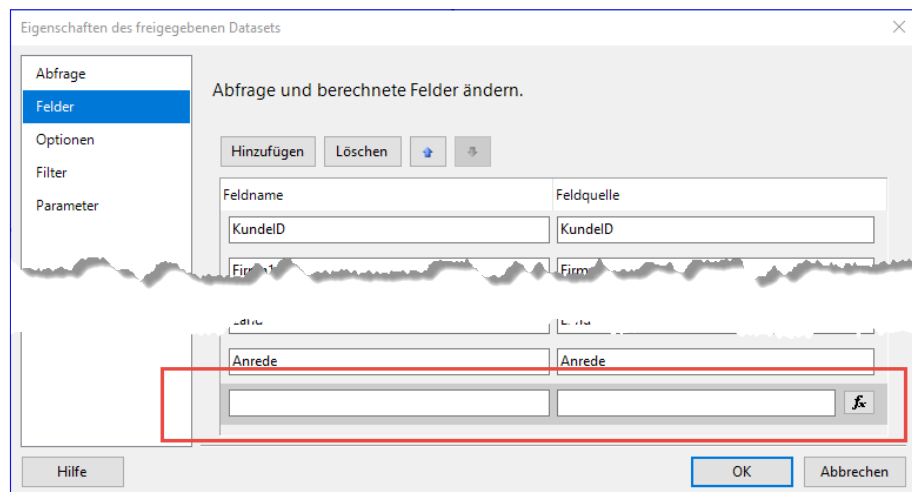 Eigenschaften des freigegebenen Datasets
Abfrage
Felder
Optionen
Filter
Parameter
Abfrage und berechnete Felder ändern.
Hinzufügen Löschen
Feldname Feldquelle
KundeID KundeID
Anrede Anrede
fx
Hilfe OK Abbrechen